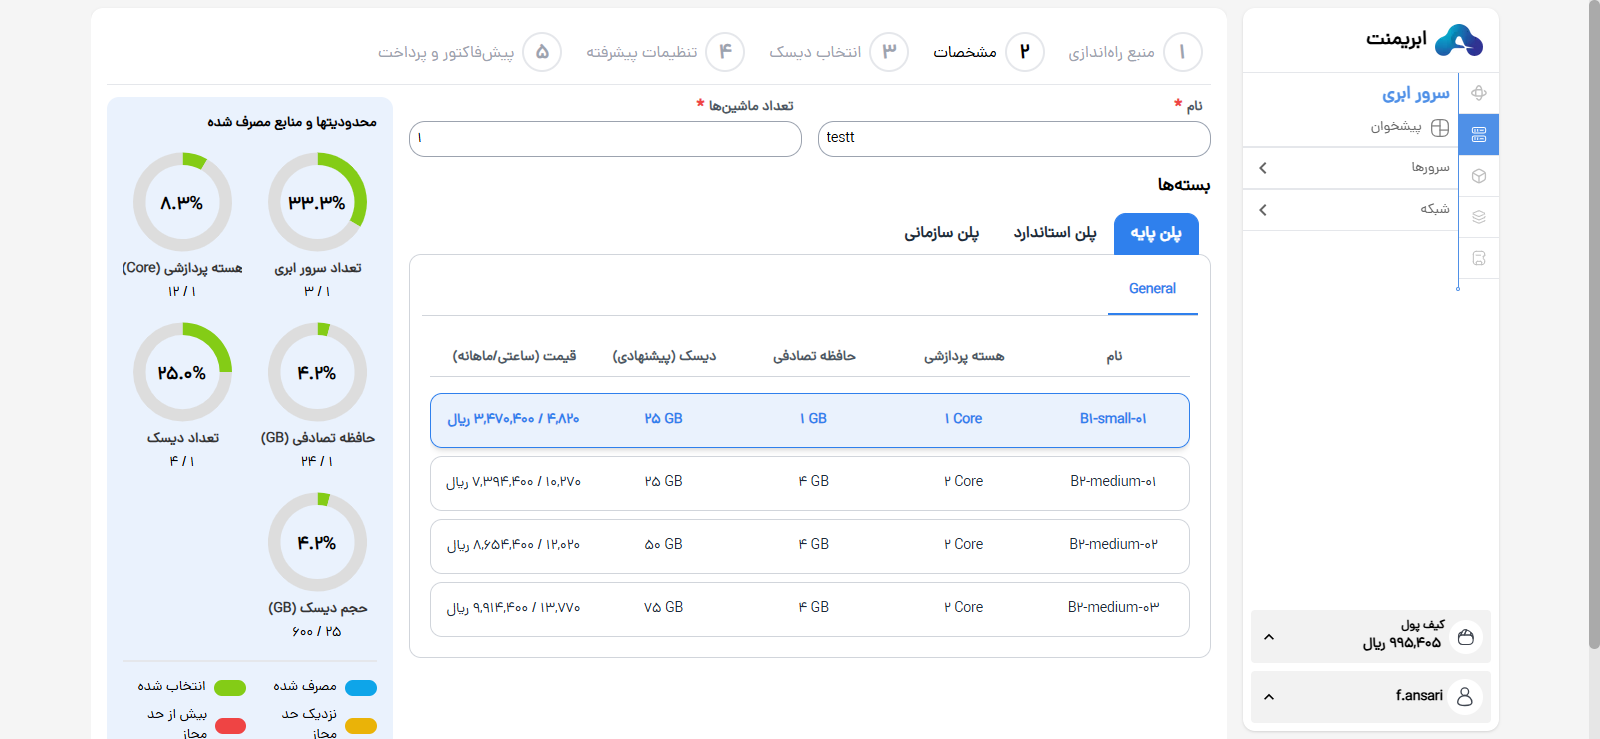 ابریمنت
سرور ابری
پیشخوان
سرورها
شبکه
کیف پول
۹۹۵,۴۰۵ ریال
f.ansari
۱ منبع راه‌اندازی
۲ مشخصات
۳ انتخاب دیسک
۴ تنظیمات پیشرفته
۵ پیش‌فاکتور و پرداخت
نام *
testt
تعداد ماشین‌ها *
۱
بسته‌ها
پلن پایه
پلن استاندارد
پلن سازمانی
General
نام هسته پردازشی حافظه تصادفی دیسک (پیشنهادی) قیمت (ساعتی/ماهانه)
B۱-small-۰۱ ۱ Core ۱ GB ۲۵ GB ۴,۸۲۰ / ۳,۴۷۰,۴۰۰ ریال
B۲-medium-۰۱ ۲ Core ۴ GB ۲۵ GB ۱۰,۲۷۰ / ۷,۳۹۴,۴۰۰ ریال
B۲-medium-۰۲ ۲ Core ۴ GB ۵۰ GB ۱۲,۰۲۰ / ۸,۶۵۴,۴۰۰ ریال
B۲-medium-۰۳ ۲ Core ۴ GB ۷۵ GB ۱۳,۷۷۰ / ۹,۹۱۴,۴۰۰ ریال
محدودیتها و منابع مصرف شده
۳۳.۳%
تعداد سرور ابری
۱ / ۳
۸.۳%
هسته پردازشی (Core)
۱ / ۱۲
۴.۲%
حافظه تصادفی (GB)
۱ / ۲۴
۲۵.۰%
تعداد دیسک
۱ / ۴
۴.۲%
حجم دیسک (GB)
۲۵ / ۶۰۰
مصرف شده
انتخاب شده
نزدیک حد
مجاز
بیش از حد
مجاز